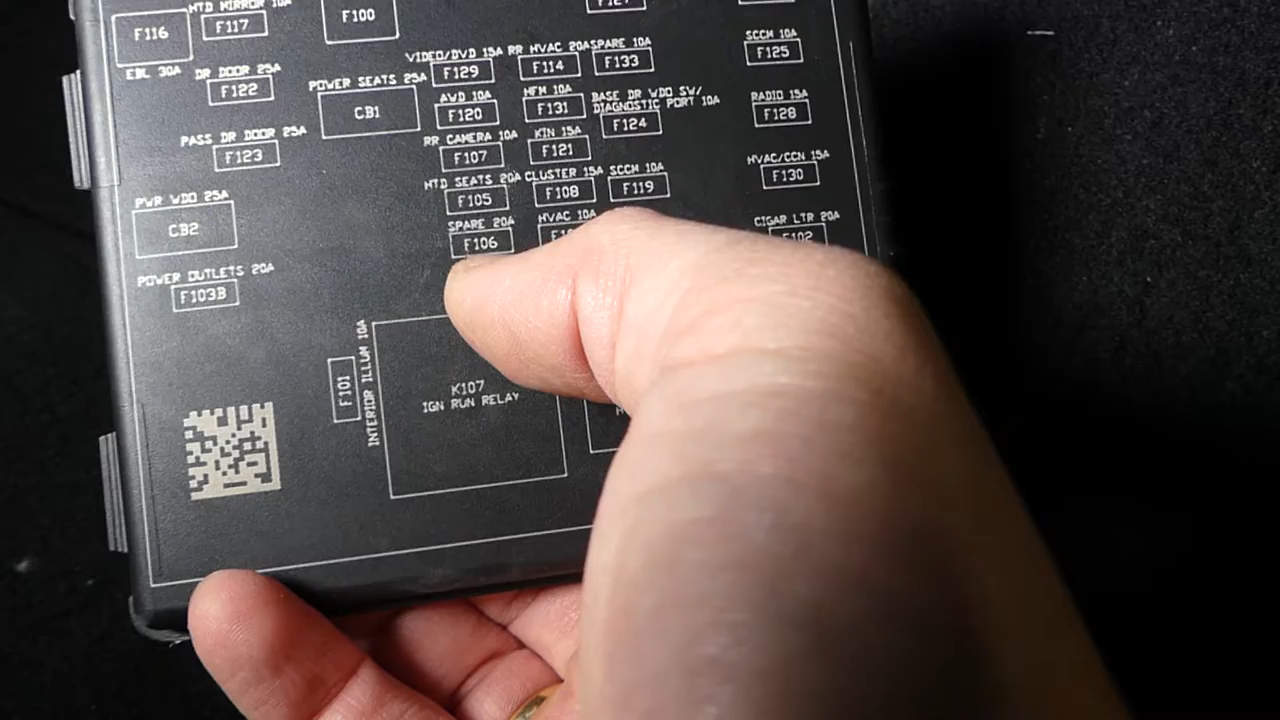 HTD MIRROR 10A
F116
F117
F100
F127
EBL 30A
DR DOOR 25A
F122
POWER SEATS 25A
CB1
VIDEO/DVD 15A
F129
RR HVAC 20A
F114
SPARE 10A
F133
SCCM 10A
F125
AWD 10A
F120
MFM 10A
F131
BASE DR WDO SW/
DIAGNOSTIC PORT 10A
F124
RADIO 15A
F128
PASS DR DOOR 25A
F123
RR CAMERA 10A
F107
KIN 15A
F121
HVAC/CCN 15A
F130
HTD SEATS 20A
F105
CLUSTER 15A
F108
SCCM 10A
F119
PWR WDO 25A
CB2
SPARE 20A
F106
HVAC 10A
CIGAR LTR 20A
F102
POWER OUTLETS 20A
F103B
F101
INTERIOR ILLUM 10A
K107
IGN RUN RELAY